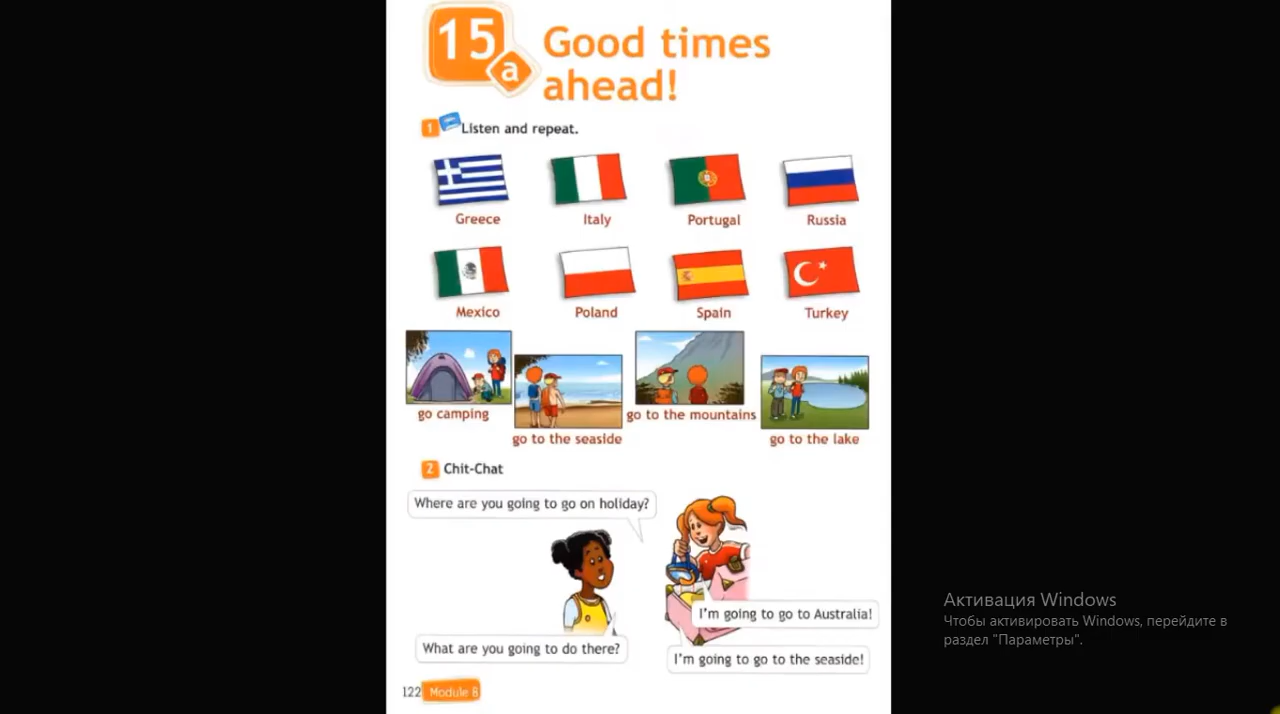 15
a
Good times
ahead!
1 Listen and repeat.
Greece Italy Portugal Russia
Mexico Poland Spain Turkey
go camping
go to the seaside
go to the mountains
go to the lake
2 Chit-Chat
Where are you going to go on holiday?
I'm going to go to Australia!
What are you going to do there?
I'm going to go to the seaside!
122 Module 8
Активация Windows
Чтобы активировать Windows, перейдите в
раздел "Параметры".